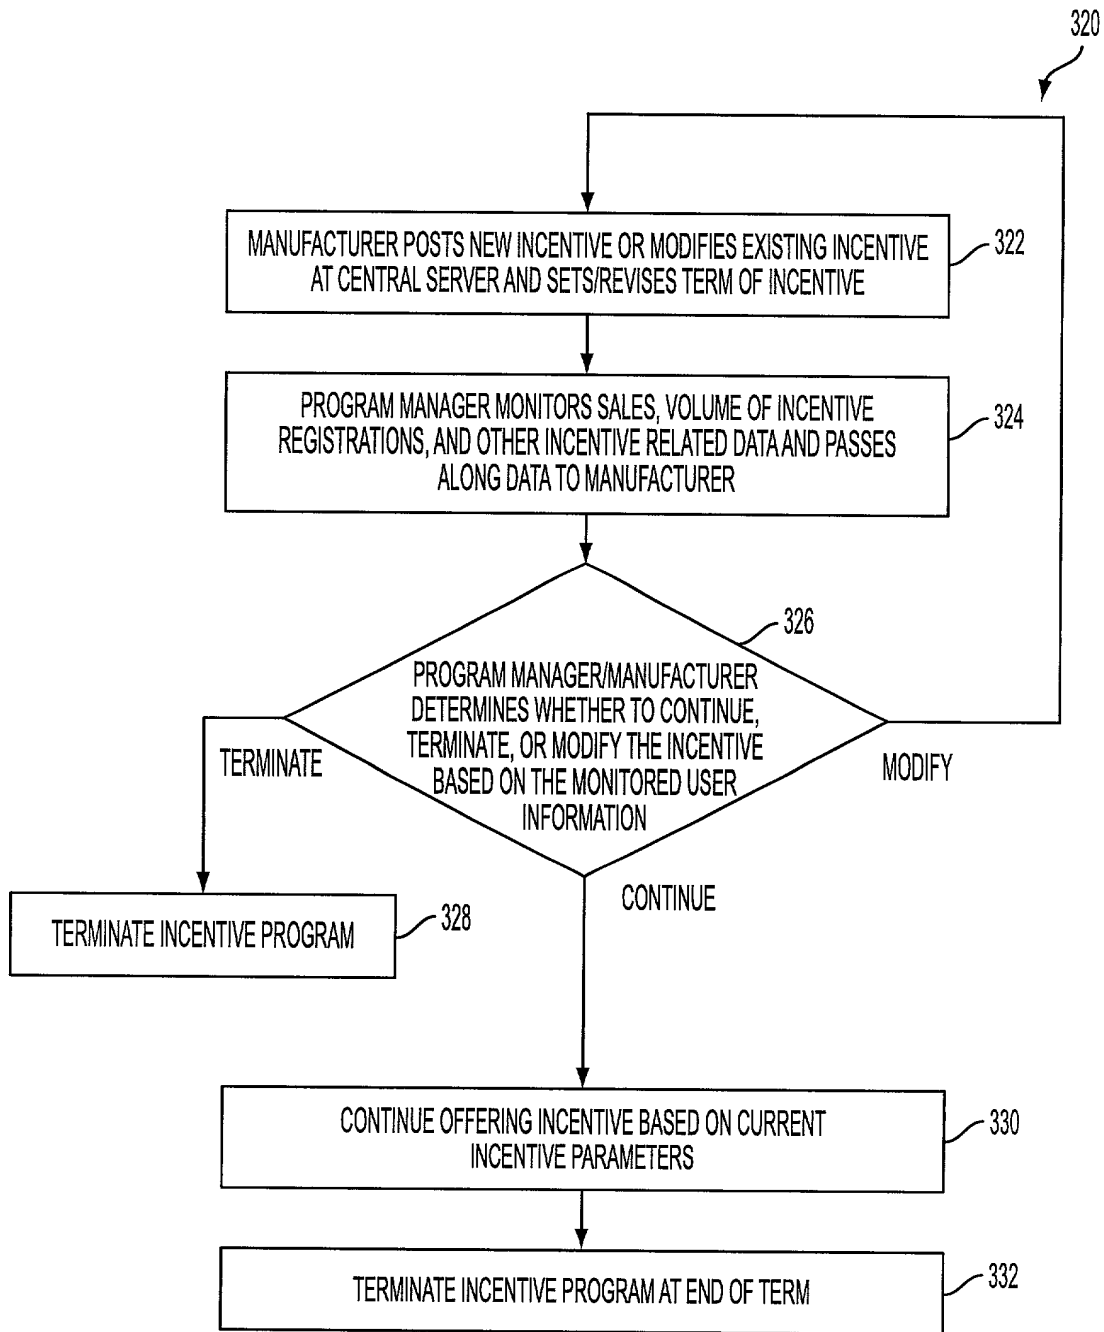 320
MANUFACTURER POSTS NEW INCENTIVE OR MODIFIES EXISTING INCENTIVE
AT CENTRAL SERVER AND SETS/REVISES TERM OF INCENTIVE
322
PROGRAM MANAGER MONITORS SALES, VOLUME OF INCENTIVE
REGISTRATIONS, AND OTHER INCENTIVE RELATED DATA AND PASSES
ALONG DATA TO MANUFACTURER
324
326
PROGRAM MANAGER/MANUFACTURER
DETERMINES WHETHER TO CONTINUE,
TERMINATE, OR MODIFY THE INCENTIVE
BASED ON THE MONITORED USER
INFORMATION
TERMINATE
MODIFY
CONTINUE
TERMINATE INCENTIVE PROGRAM
328
CONTINUE OFFERING INCENTIVE BASED ON CURRENT
INCENTIVE PARAMETERS
330
TERMINATE INCENTIVE PROGRAM AT END OF TERM
332